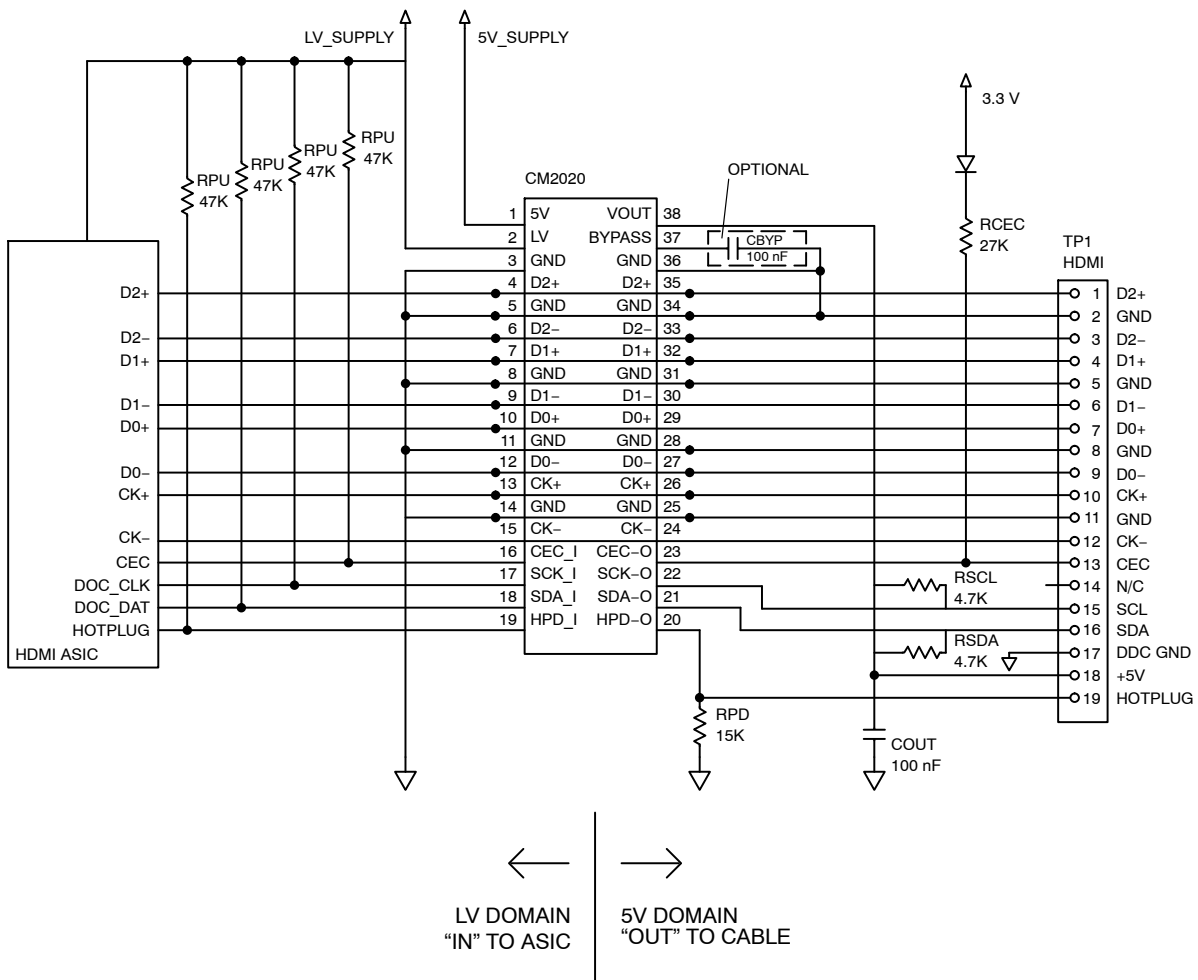 LV_SUPPLY
5V_SUPPLY
3.3 V
RPU
47K
RPU
47K
RPU
47K
RPU
47K
CM2020
OPTIONAL
CBYP
100 nF
RCEC
27K
TP1
HDMI
1 5V VOUT 38
2 LV BYPASS 37
3 GND GND 36
4 D2+ D2+ 35
5 GND GND 34
6 D2− D2− 33
7 D1+ D1+ 32
8 GND GND 31
9 D1− D1− 30
10 D0+ D0+ 29
11 GND GND 28
12 D0− D0− 27
13 CK+ CK+ 26
14 GND GND 25
15 CK− CK− 24
16 CEC_I CEC−O 23
17 SCK_I SCK−O 22
18 SDA_I SDA−O 21
19 HPD_I HPD−O 20
D2+
D2−
D1+
D1−
D0+
D0−
CK+
CK−
CEC
DOC_CLK
DOC_DAT
HOTPLUG
HDMI ASIC
1 D2+
2 GND
3 D2−
4 D1+
5 GND
6 D1−
7 D0+
8 GND
9 D0−
10 CK+
11 GND
12 CK−
13 CEC
14 N/C
15 SCL
16 SDA
17 DDC GND
18 +5V
19 HOTPLUG
RSCL
4.7K
RSDA
4.7K
RPD
15K
COUT
100 nF
LV DOMAIN
“IN” TO ASIC
5V DOMAIN
“OUT” TO CABLE